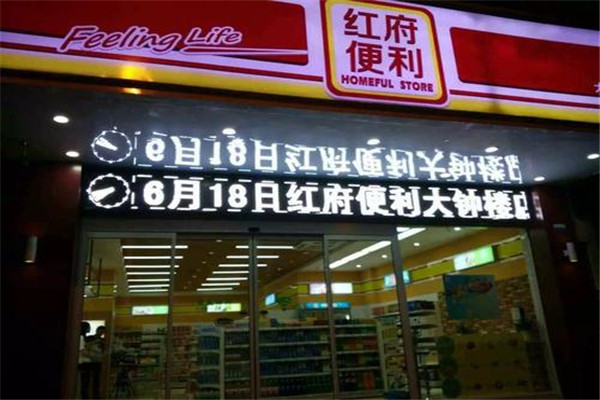 Feeling Life
红府
便利
HOMEFUL STORE
6月18日红府便利大钟楼